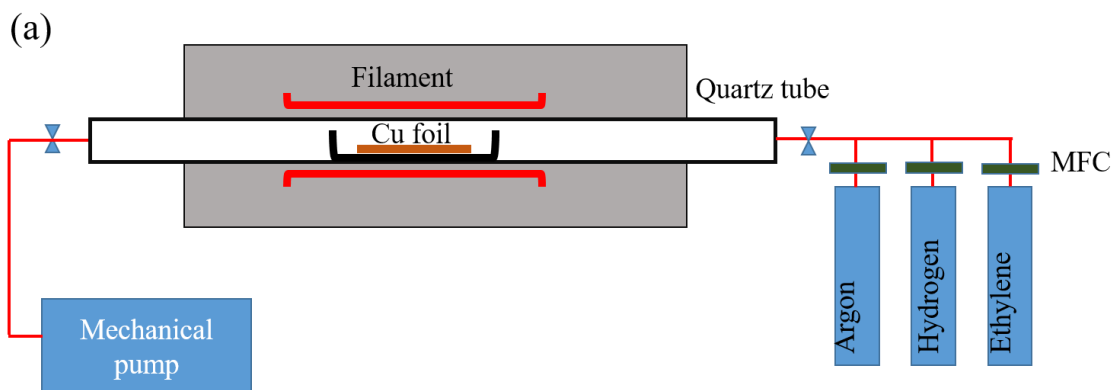 (a)
Filament
Quartz tube
Cu foil
MFC
Argon
Hydrogen
Ethylene
Mechanical
pump